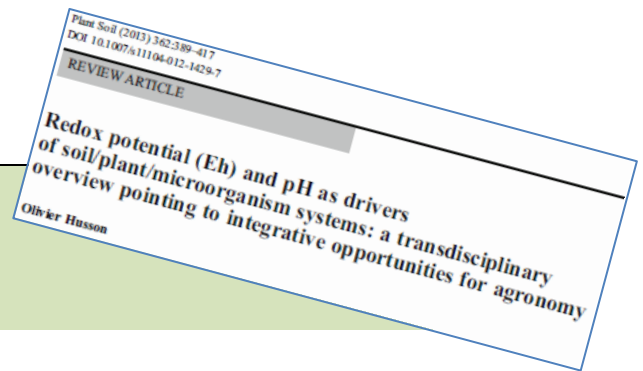 Plant Soil (2013) 362:389–417
DOI 10.1007/s11104-012-1429-7
REVIEW ARTICLE
Redox potential (Eh) and pH as drivers
of soil/plant/microorganism systems: a transdisciplinary
overview pointing to integrative opportunities for agronomy
Olivier Husson